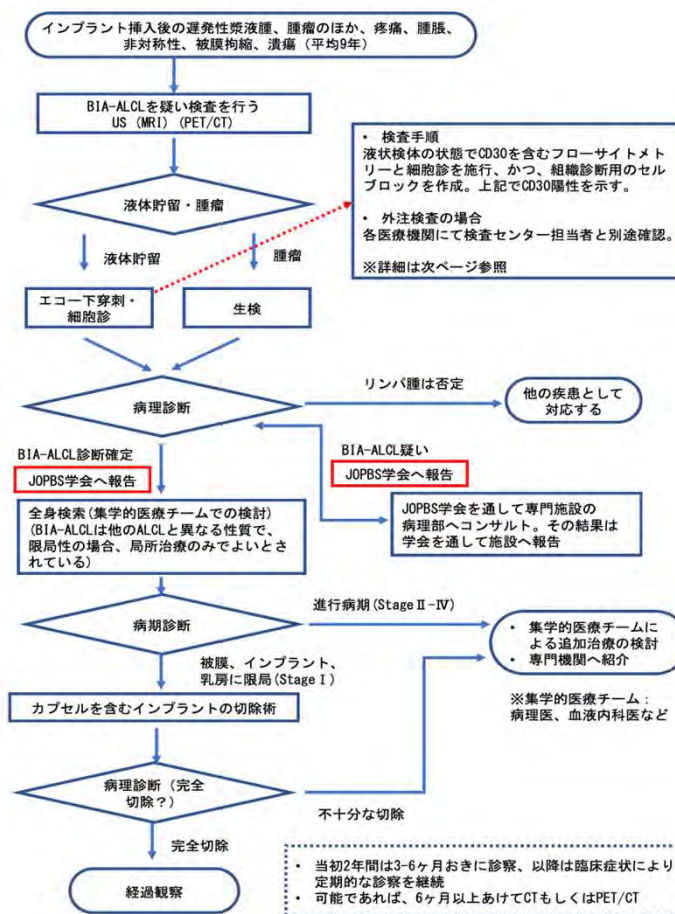 インプラント挿入後の遅発性漿液腫、腫瘤のほか、疼痛、腫脹、
非対称性、被膜拘縮、潰瘍（平均9年）
BIA-ALCLを疑い検査を行う
US (MRI) (PET/CT)
• 検査手順
液状検体の状態でCD30を含むフローサイトメト
リーと細胞診を施行、かつ、組織診断用のセル
ブロックを作成。上記でCD30陽性を示す。
• 外注検査の場合
各医療機関にて検査センター担当者と別途確認。
※詳細は次ページ参照
液体貯留・腫瘤
液体貯留
腫瘤
エコー下穿刺・
細胞診
生検
病理診断
リンパ腫は否定
他の疾患として
対応する
BIA-ALCL診断確定
JOPBS学会へ報告
BIA-ALCL疑い
JOPBS学会へ報告
全身検索(集学的医療チームでの検討)
(BIA-ALCLは他のALCLと異なる性質で、
限局性の場合、局所治療のみでよいとさ
れている)
JOPBS学会を通して専門施設の
病理部へコンサルト。その結果は
学会を通して施設へ報告
病期診断
進行病期(StageⅡ-Ⅳ)
• 集学的医療チームに
よる追加治療の検討
• 専門機関へ紹介
被膜、インプラント、
乳房に限局(StageⅠ)
※集学的医療チーム：
病理医、血液内科医など
カプセルを含むインプラントの切除術
病理診断（完全
切除？）
不十分な切除
完全切除
経過観察
• 当初2年間は3-6ヶ月おきに診察、以降は臨床症状により
定期的な診察を継続
• 可能であれば、6ヶ月以上あけてCTもしくはPET/CT